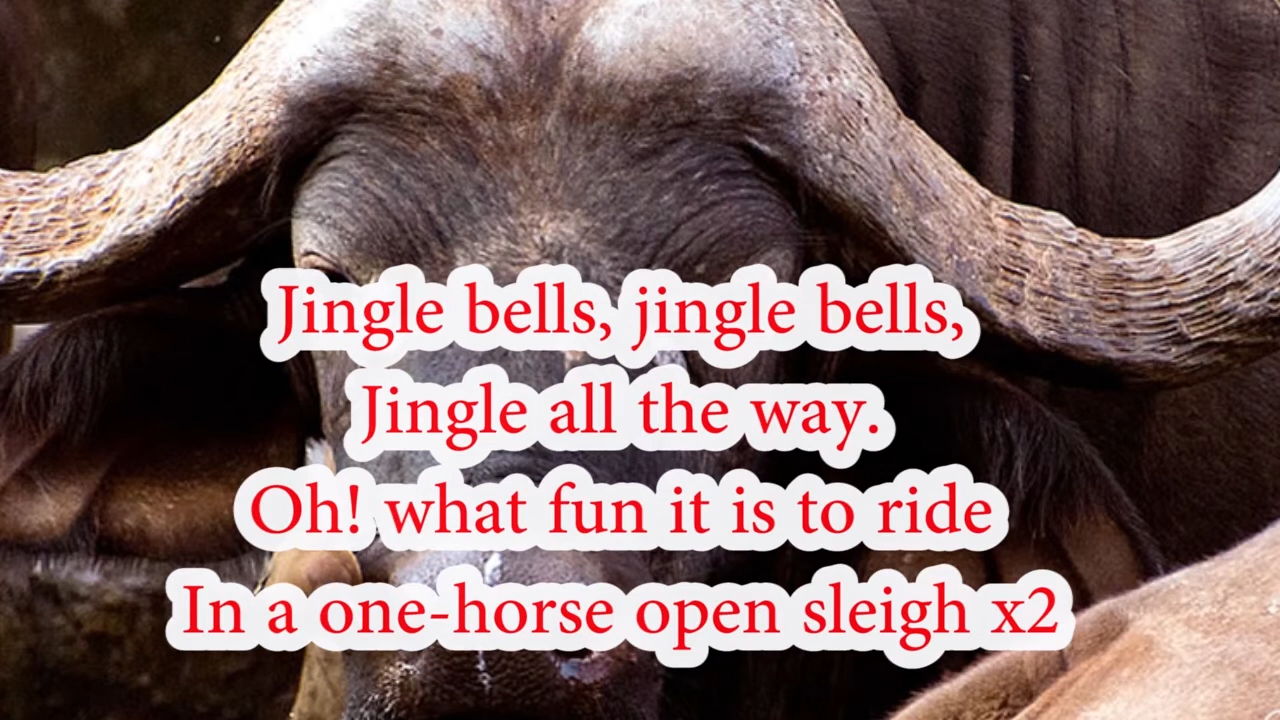 Jingle bells, jingle bells,
Jingle all the way.
Oh! what fun it is to ride
In a one-horse open sleigh x2